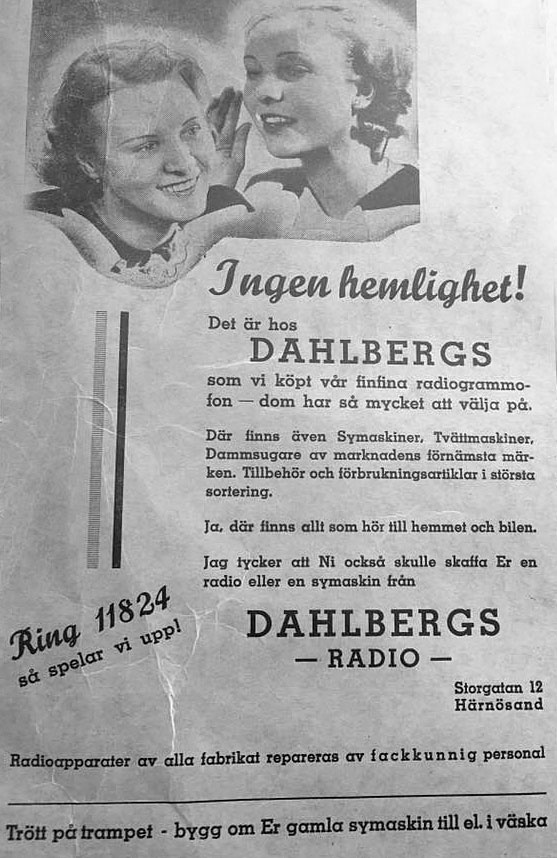 Ingen hemlighet!
Det är hos
DAHLBERGS
som vi köpt vår finfina radiogrammo-
fon — dom har så mycket att välja på.
Där finns även Symaskiner, Tvättmaskiner,
Dammsugare av marknadens förnämsta mär-
ken. Tillbehör och förbrukningsartiklar i största
sortering.
Ja, där finns allt som hör till hemmet och bilen.
Jag tycker att Ni också skulle skaffa Er en
radio eller en symaskin från
Ring 11824
så spelar vi upp!
DAHLBERGS
— RADIO —
Storgatan 12
Härnösand
Radioapparater av alla fabrikat repareras av fackkunnig personal
Trött på trampet - bygg om Er gamla symaskin till el. i väska